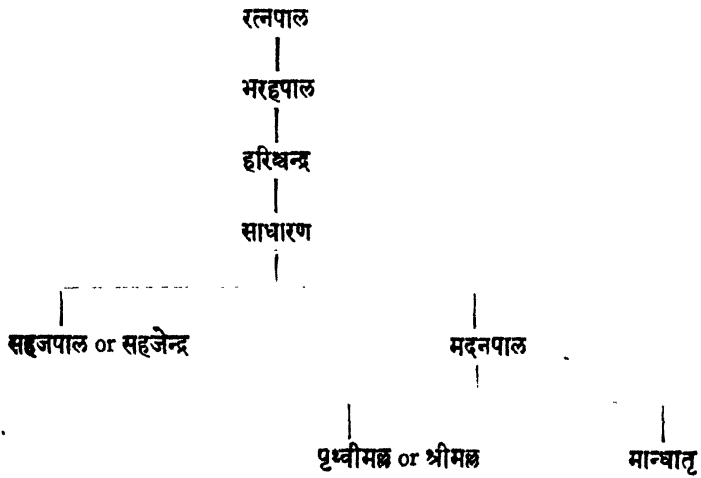 रत्नपाल
भरहपाल
हरिश्चन्द्र
साधारण
सहजपाल or सहजेन्द्र मदनपाल
पृथ्वीमल्ल or श्रीमल्ल मान्धातृ